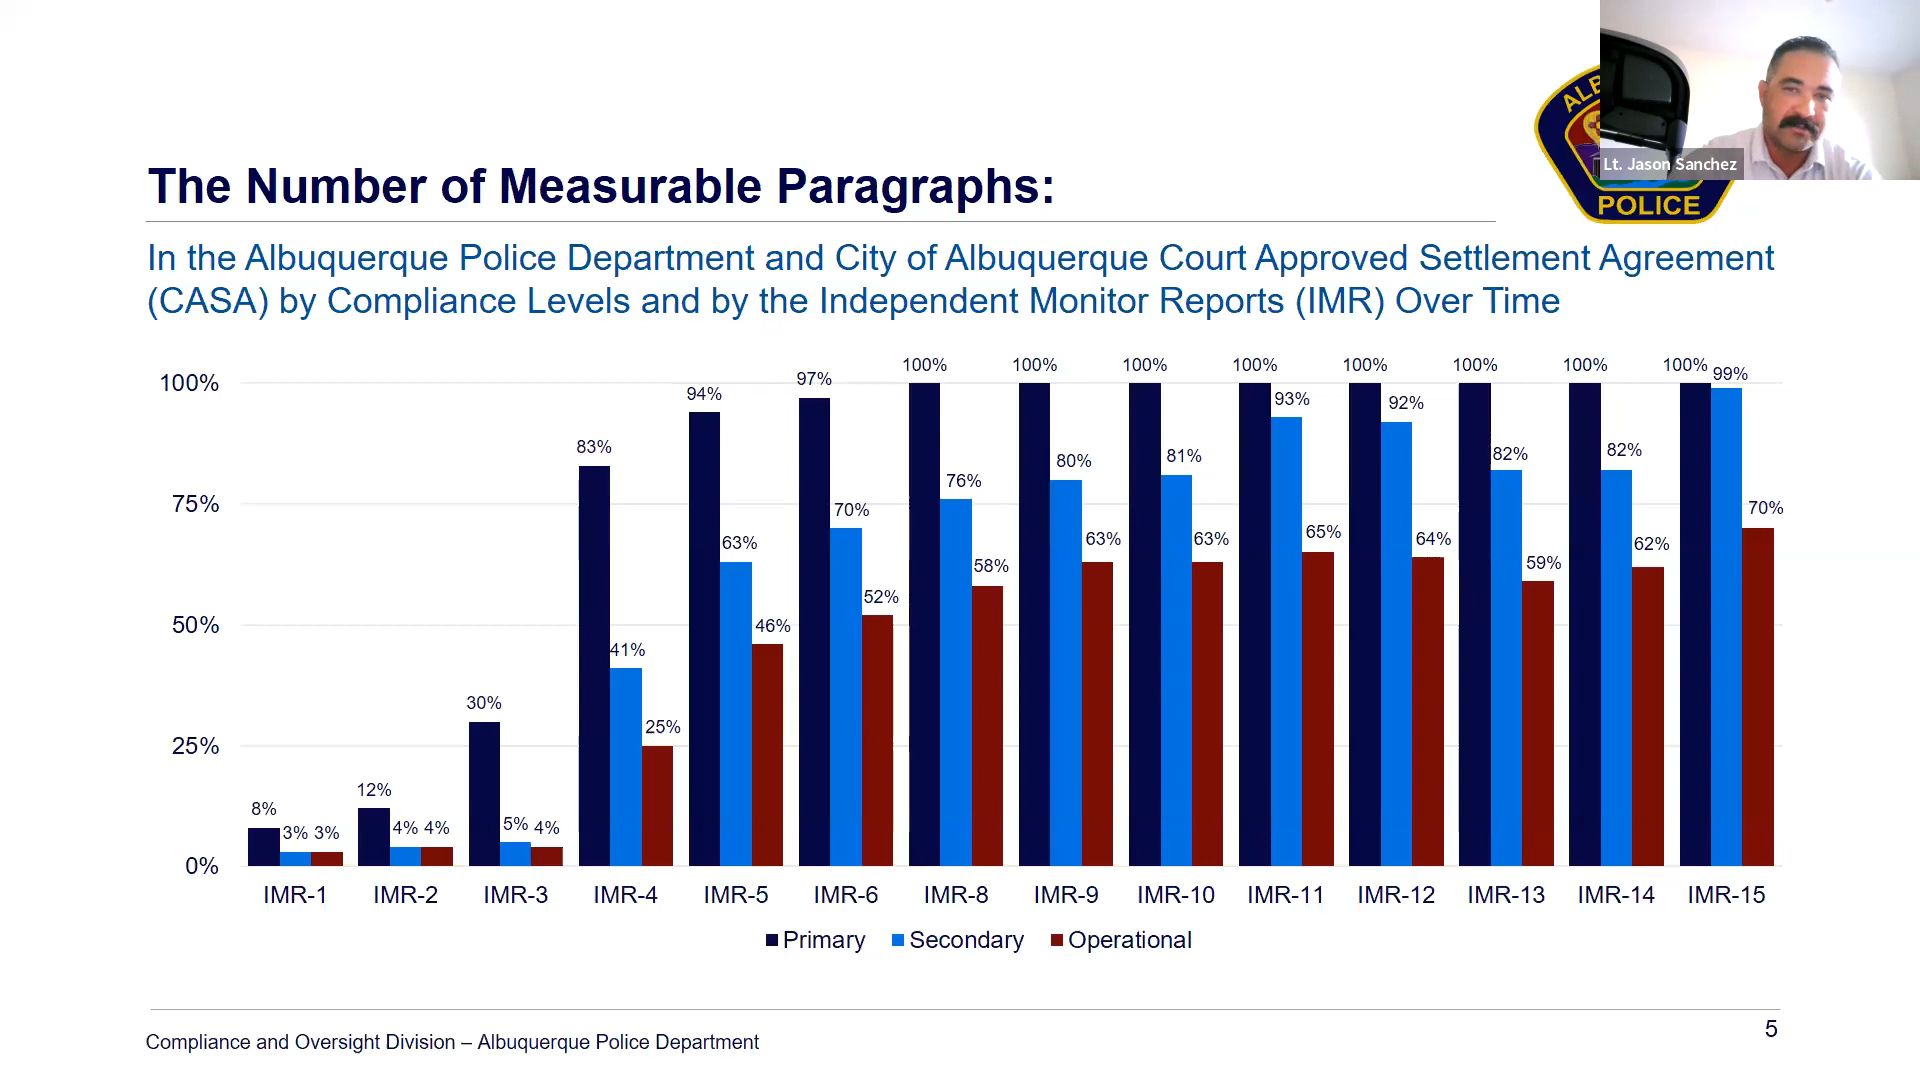 Lt. Jason Sanchez
POLICE
The Number of Measurable Paragraphs:
In the Albuquerque Police Department and City of Albuquerque Court Approved Settlement Agreement
(CASA) by Compliance Levels and by the Independent Monitor Reports (IMR) Over Time
100%
75%
50%
25%
0%
8% 3% 3%
12% 4% 4%
30% 5% 4%
83% 41% 25%
94% 63% 46%
97% 70% 52%
100% 76% 58%
100% 80% 63%
100% 81% 63%
100% 93% 65%
100% 92% 64%
100% 82% 59%
100% 82% 62%
100% 99% 70%
IMR-1 IMR-2 IMR-3 IMR-4 IMR-5 IMR-6 IMR-8 IMR-9 IMR-10 IMR-11 IMR-12 IMR-13 IMR-14 IMR-15
Primary Secondary Operational
Compliance and Oversight Division – Albuquerque Police Department
5